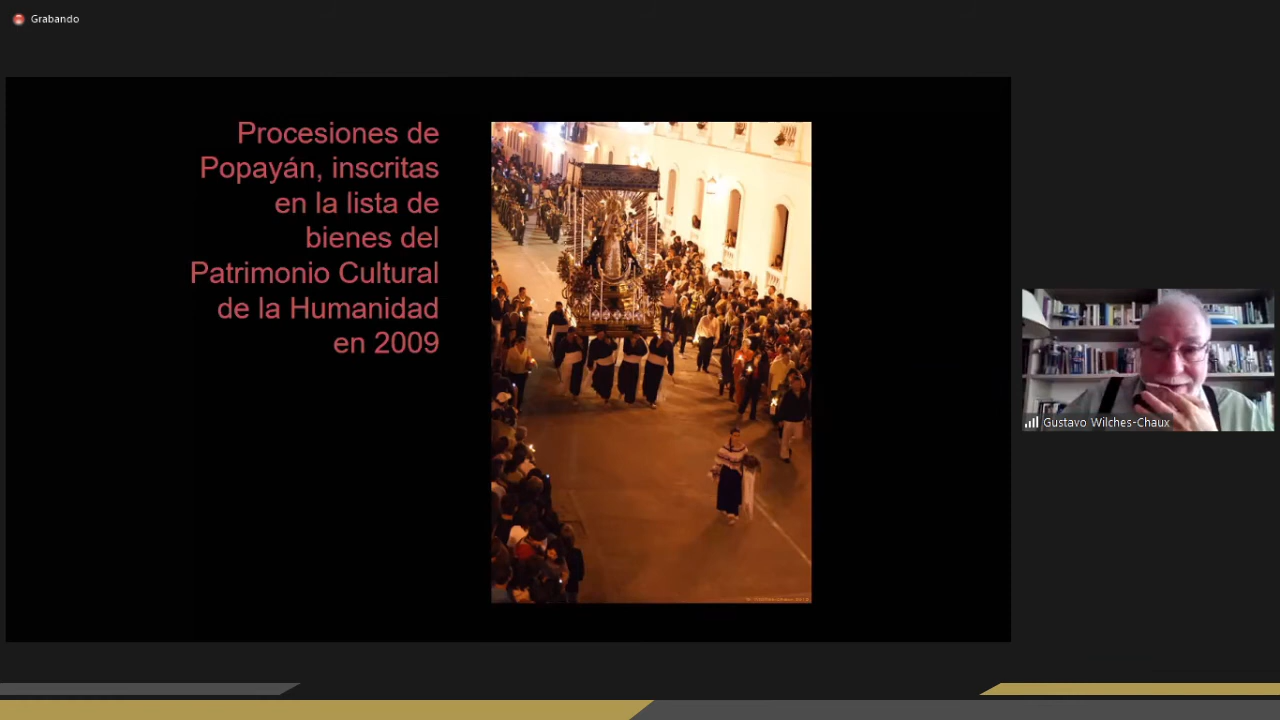 Grabando
Procesiones de
Popayán, inscritas
en la lista de
bienes del
Patrimonio Cultural
de la Humanidad
en 2009
Gustavo Wilches-Chaux